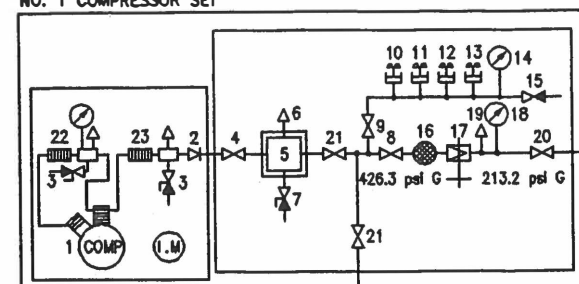 NO. 1 COMPRESSOR SET
10 11 12 13 14
15
22 23 2 4 6 9 19 18
5 21 8 16 17 20
3 3 7
426.3 psi G 213.2 psi G
1 COMP I.M 21